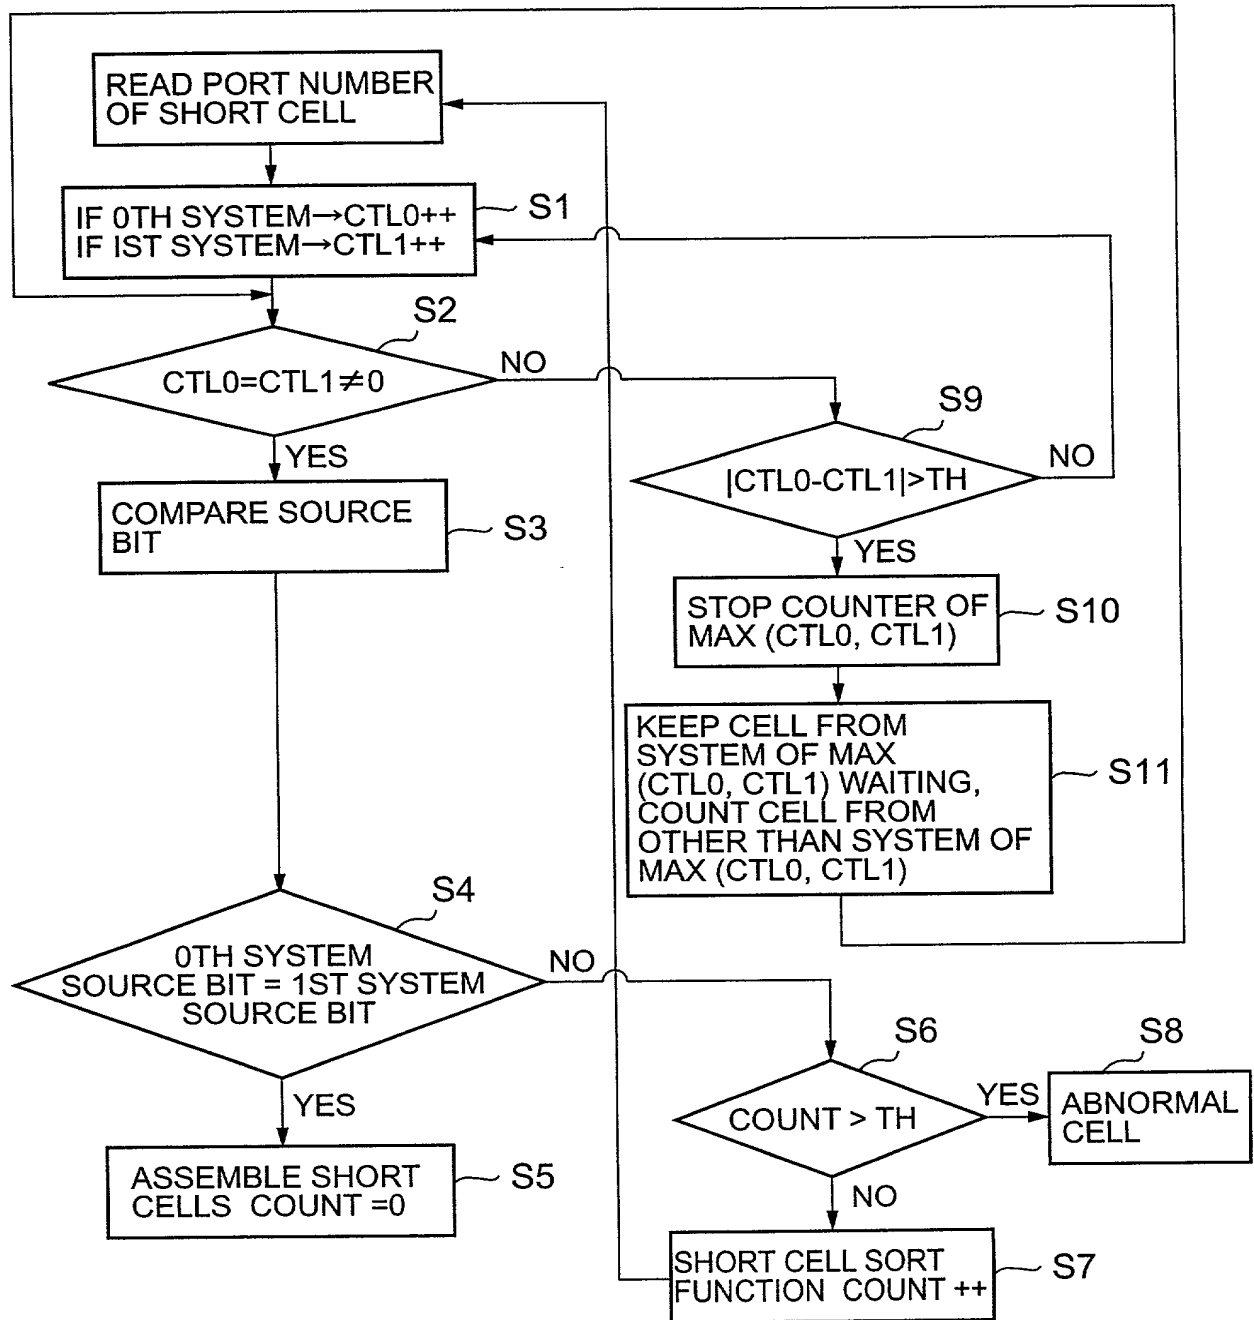 READ PORT NUMBER
OF SHORT CELL
IF 0TH SYSTEM→CTL0++
IF IST SYSTEM→CTL1++
S1
S2
CTL0=CTL1≠0
NO
YES
COMPARE SOURCE
BIT
S3
S9
|CTL0-CTL1|>TH
NO
YES
STOP COUNTER OF
MAX (CTL0, CTL1)
S10
KEEP CELL FROM
SYSTEM OF MAX
(CTL0, CTL1) WAITING,
COUNT CELL FROM
OTHER THAN SYSTEM OF
MAX (CTL0, CTL1)
S11
S4
0TH SYSTEM
SOURCE BIT = 1ST SYSTEM
SOURCE BIT
NO
YES
ASSEMBLE SHORT
CELLS COUNT =0
S5
S6
COUNT > TH
YES
S8
ABNORMAL
CELL
NO
SHORT CELL SORT
FUNCTION COUNT ++
S7